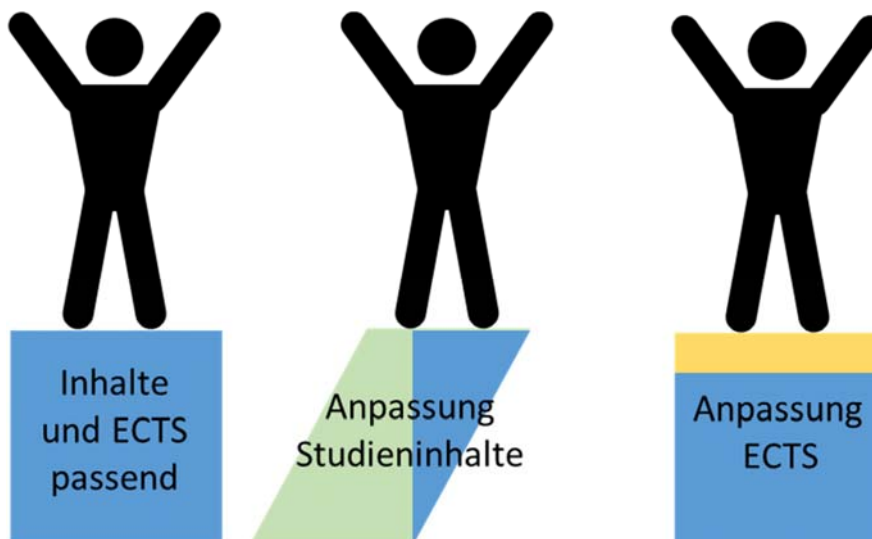 Inhalte
und ECTS
passend
Anpassung
Studieninhalte
Anpassung
ECTS